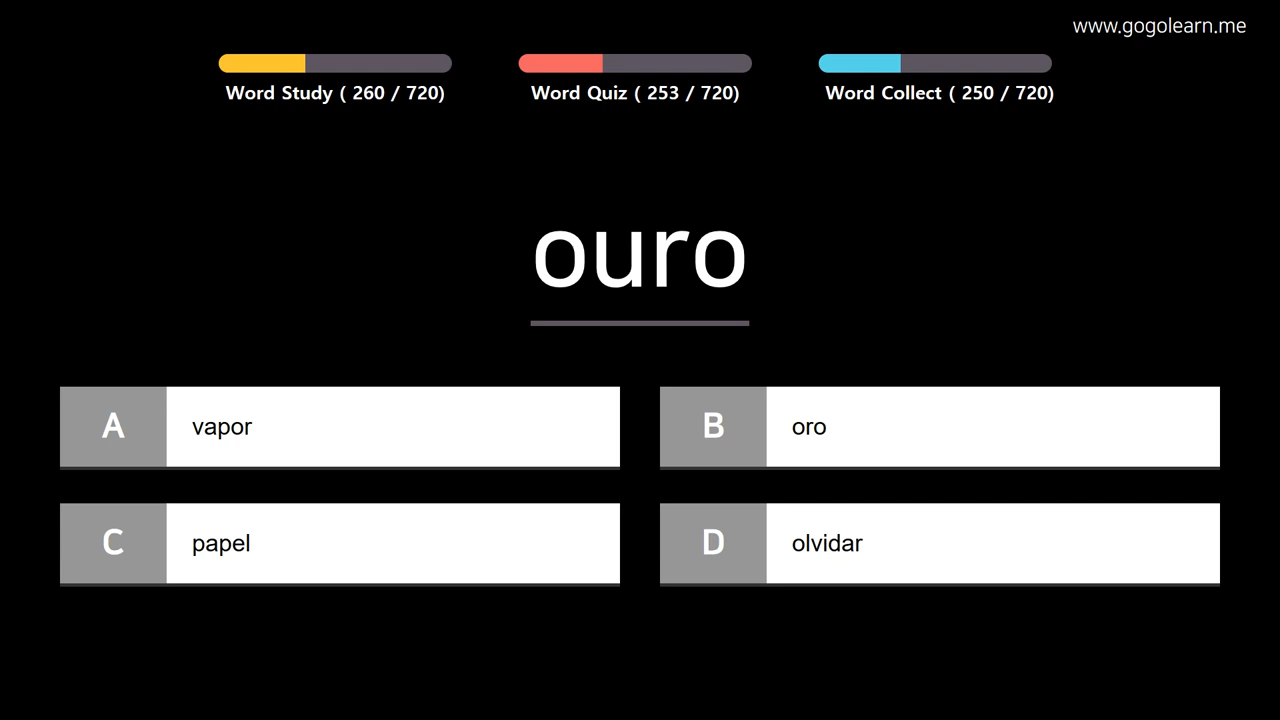 www.gogolearn.me
Word Study ( 260 / 720)
Word Quiz ( 253 / 720)
Word Collect ( 250 / 720)
ouro
A vapor
B oro
C papel
D olvidar